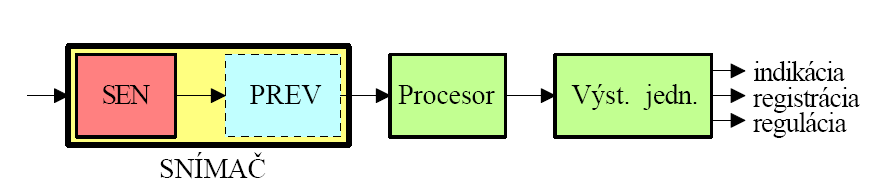 SEN
PREV
Procesor
Výst. jedn.
indikácia
registrácia
regulácia
SNÍMAČ